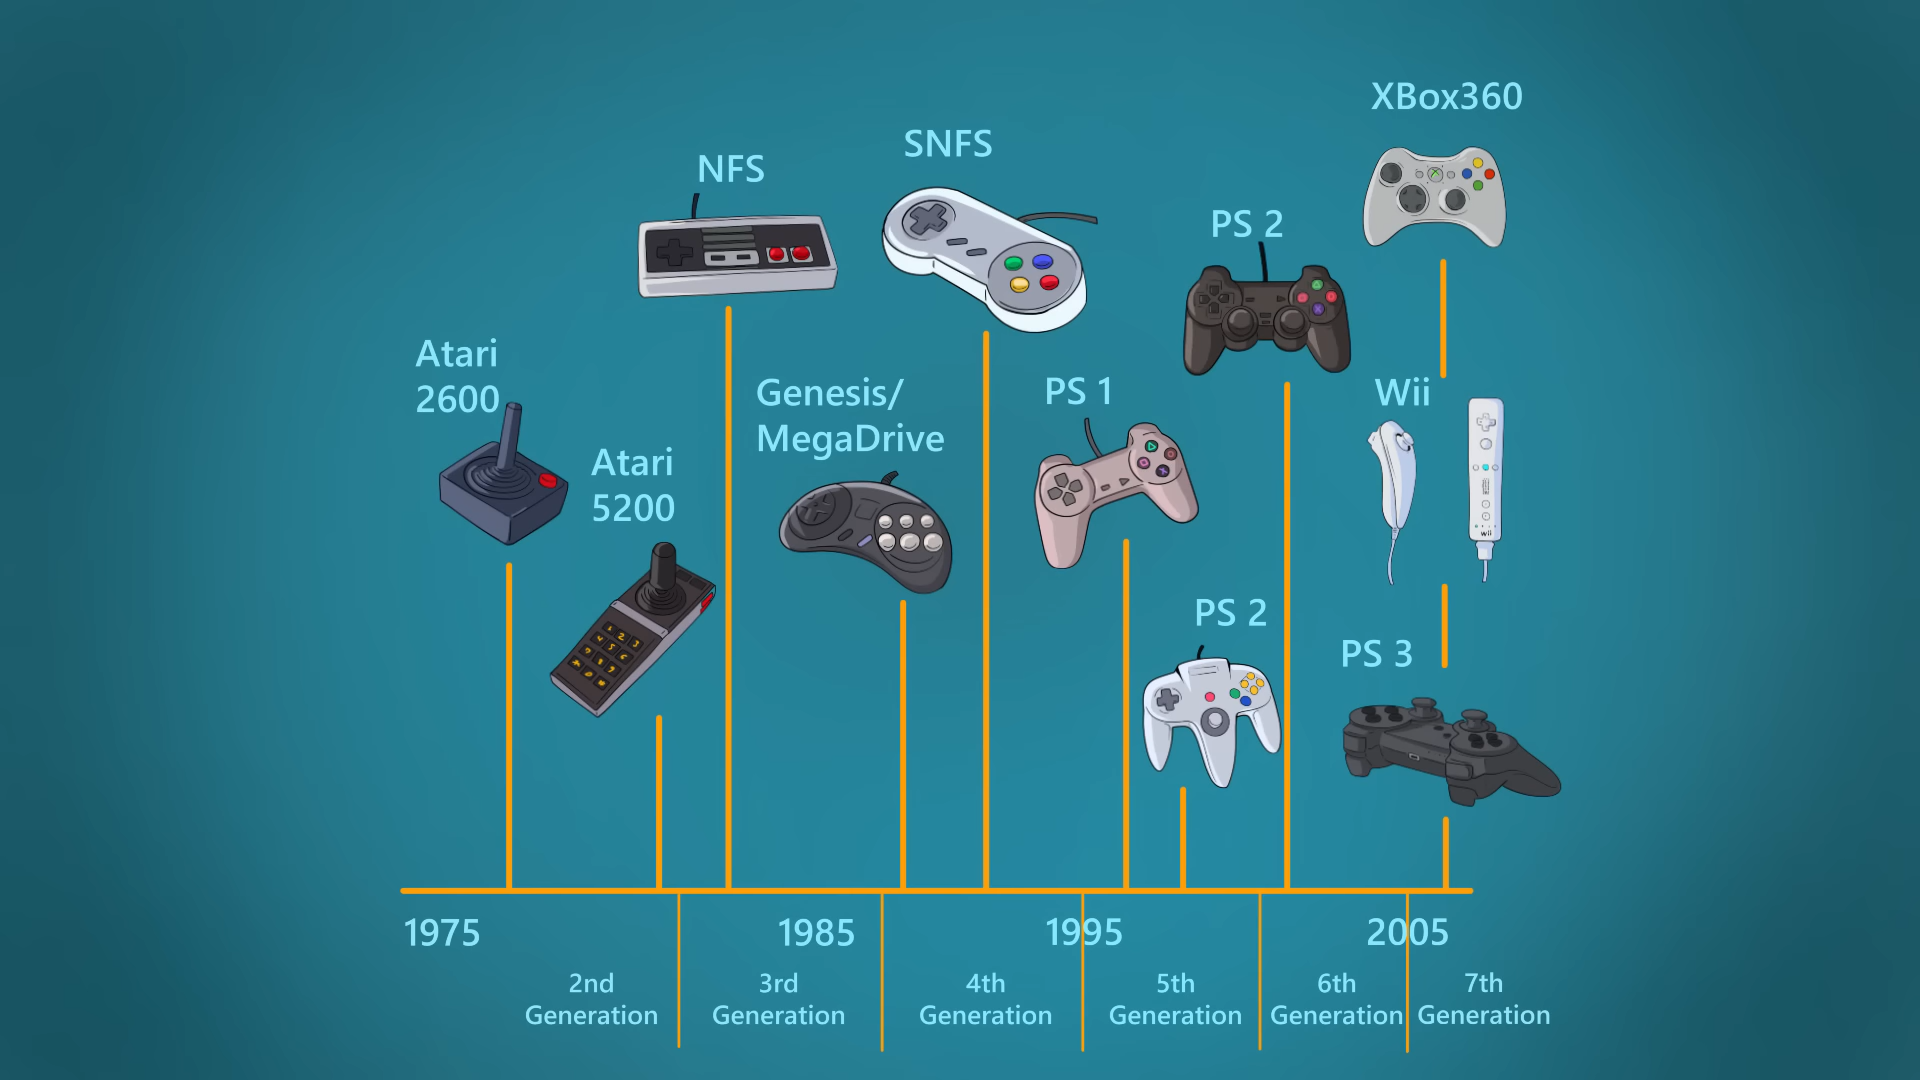 XBox360
SNFS
NFS
PS 2
Atari
2600
Genesis/
MegaDrive
PS 1
Wii
Atari
5200
PS 2
PS 3
1975
1985
1995
2005
2nd
Generation
3rd
Generation
4th
Generation
5th
Generation
6th
Generation
7th
Generation